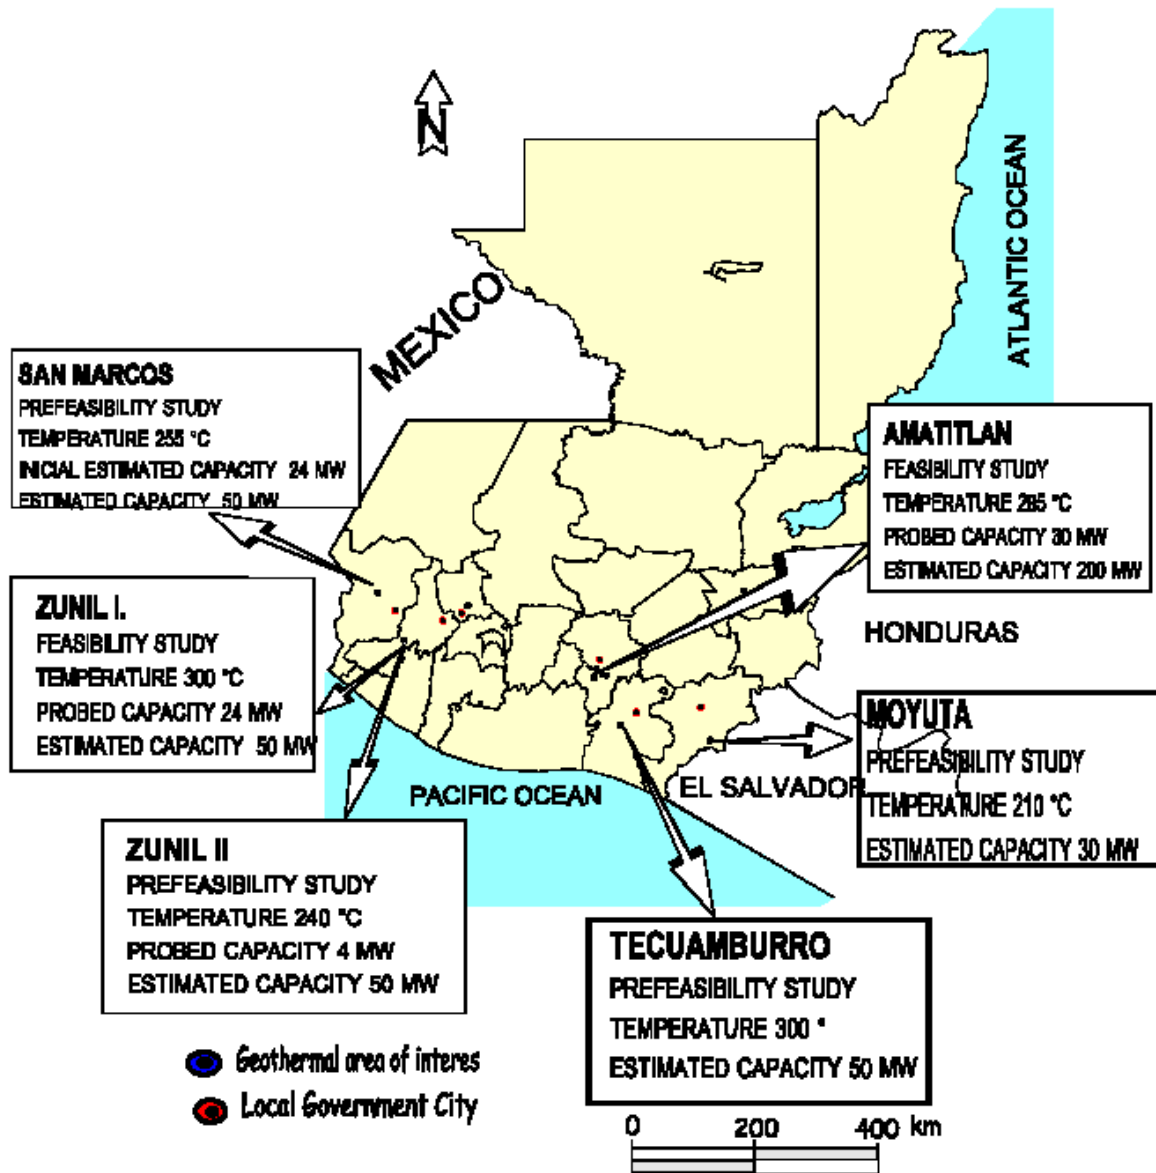 N
MEXICO
ATLANTIC OCEAN
SAN MARCOS
PREFEASIBILITY STUDY
TEMPERATURE 255 °C
INICIAL ESTIMATED CAPACITY 24 MW
ESTIMATED CAPACITY 50 MW
AMATITLAN
FEASIBILITY STUDY
TEMPERATURE 285 °C
PROBED CAPACITY 30 MW
ESTIMATED CAPACITY 200 MW
ZUNIL I.
FEASIBILITY STUDY
TEMPERATURE 300 °C
PROBED CAPACITY 24 MW
ESTIMATED CAPACITY 50 MW
HONDURAS
MOYUTA
PREFEASIBILITY STUDY
TEMPERATURE 210 °C
ESTIMATED CAPACITY 30 MW
EL SALVADOR
PACIFIC OCEAN
ZUNIL II
PREFEASIBILITY STUDY
TEMPERATURE 240 °C
PROBED CAPACITY 4 MW
ESTIMATED CAPACITY 50 MW
TECUAMBURRO
PREFEASIBILITY STUDY
TEMPERATURE 300 °
ESTIMATED CAPACITY 50 MW
Geothermal area of interes
Local Government City
0 200 400 km